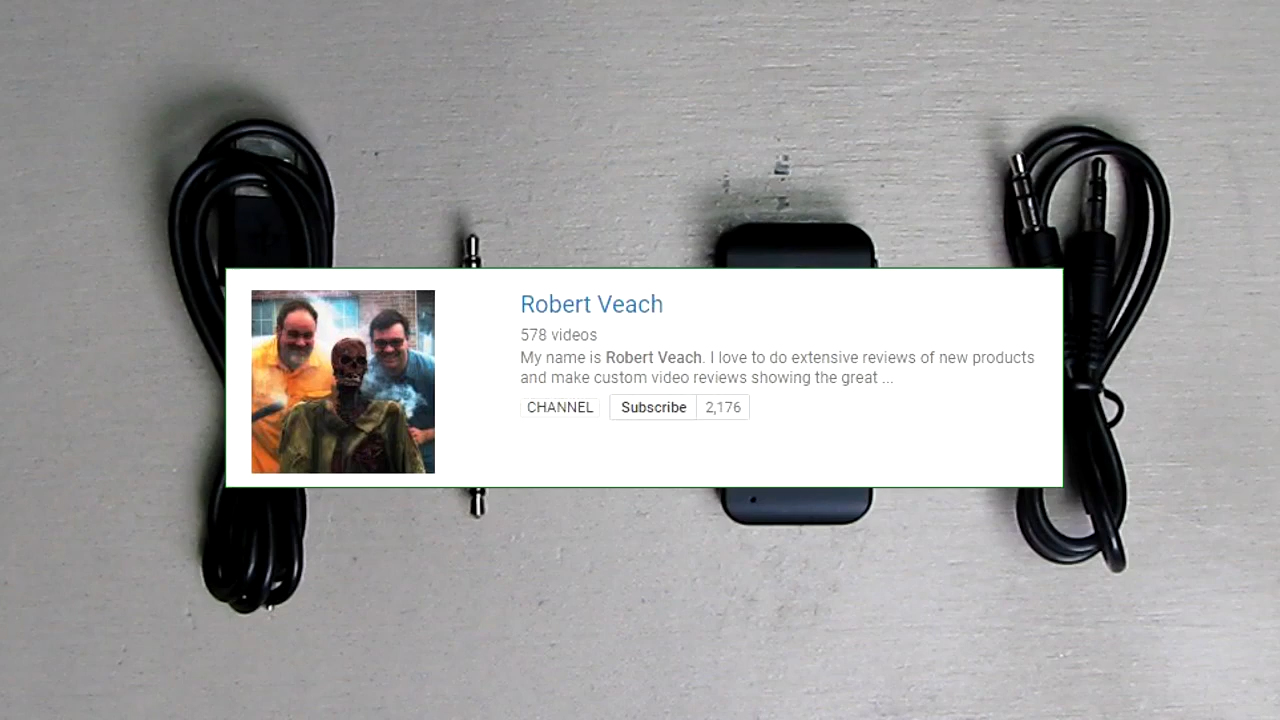 Robert Veach
578 videos
My name is Robert Veach. I love to do extensive reviews of new products
and make custom video reviews showing the great ...
CHANNEL Subscribe 2,176